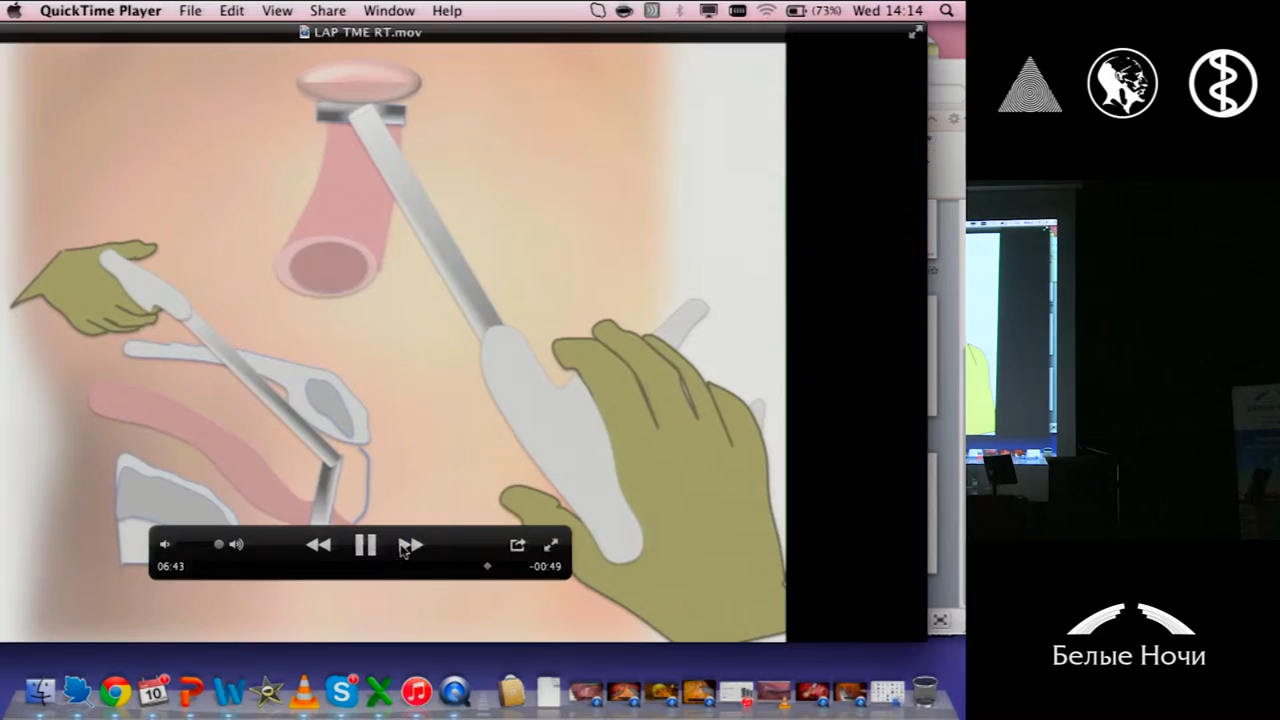 QuickTime Player File Edit View Share Window Help (73%) Wed 14:14
LAP TME RT.mov
06:43 -00:49
10
Белые Ночи